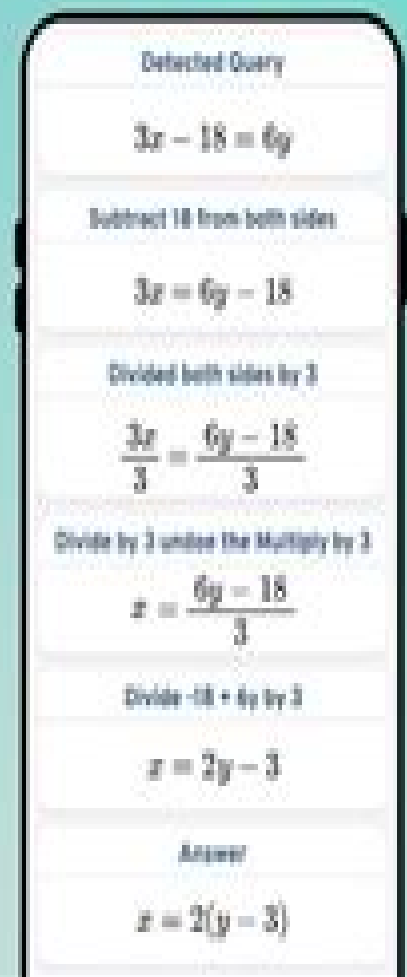 Detected Query
3x - 18 = 6y
Subtract 18 from both sides
3x = 6y - 18
Divided both sides by 3
3x/3 = (6y - 18)/3
Divide by 3 undoe the Multiply by 3
x = (6y - 18)/3
Divide -18 + 6y by 3
x = 2y - 3
Answer
x = 2(y - 3)